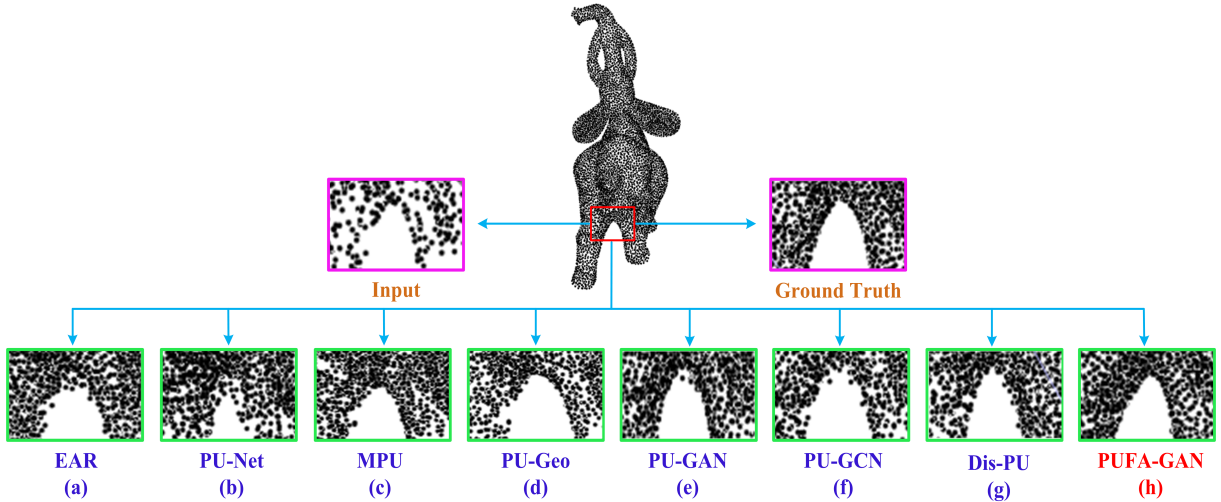 Input
Ground Truth
EAR
(a)
PU-Net
(b)
MPU
(c)
PU-Geo
(d)
PU-GAN
(e)
PU-GCN
(f)
Dis-PU
(g)
PUFA-GAN
(h)